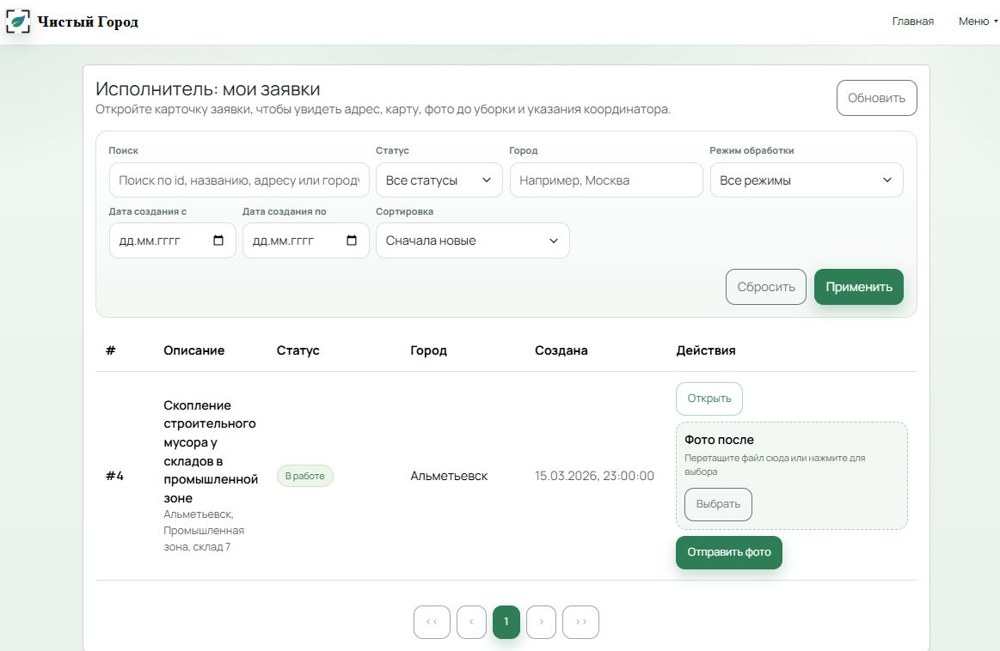 Чистый Город
Главная
Меню
Исполнитель: мои заявки
Откройте карточку заявки, чтобы увидеть адрес, карту, фото до уборки и указания координатора.
Обновить
Поиск
Статус
Город
Режим обработки
Поиск по id, названию, адресу или городу
Все статусы
Например, Москва
Все режимы
Дата создания с
Дата создания по
Сортировка
дд.мм.гггг
дд.мм.гггг
Сначала новые
Сбросить
Применить
#
Описание
Статус
Город
Создана
Действия
#4
Скопление
строительного
мусора у
складов в
промышленной
зоне
Альметьевск,
Промышленная
зона, склад 7
В работе
Альметьевск
15.03.2026, 23:00:00
Открыть
Фото после
Перетащите файл сюда или нажмите для
выбора
Выбрать
Отправить фото
<< < 1 > >>